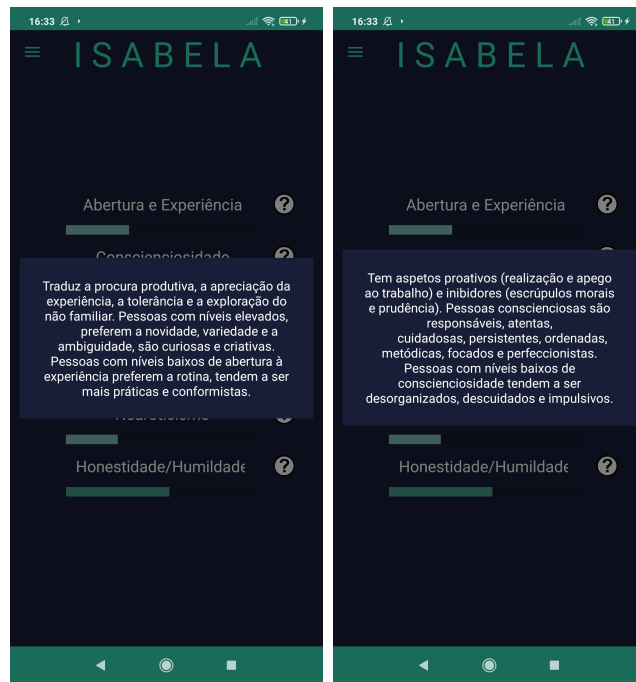 16:33
41
ISABELA
Abertura e Experiência
?
Conscienciosidade
Traduz a procura produtiva, a apreciação da
experiência, a tolerância e a exploração do
não familiar. Pessoas com níveis elevados,
preferem a novidade, variedade e a
ambiguidade, são curiosas e criativas.
Pessoas com níveis baixos de abertura à
experiência preferem a rotina, tendem a ser
mais práticas e conformistas.
Neuroticismo
Honestidade/Humildade
?
16:33
41
ISABELA
Abertura e Experiência
?
Tem aspetos proativos (realização e apego
ao trabalho) e inibidores (escrúpulos morais
e prudência). Pessoas conscienciosas são
responsáveis, atentas,
cuidadosas, persistentes, ordenadas,
metódicas, focados e perfeccionistas.
Pessoas com níveis baixos de
conscienciosidade tendem a ser
desorganizados, descuidados e impulsivos.
Honestidade/Humildade
?